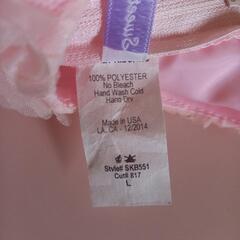 100% POLYESTER
No Bleach
Hand Wash Cold
Hang Dry
Made in USA
LA, CA - 12/2014
Style# SKB551
Cut# 817
L